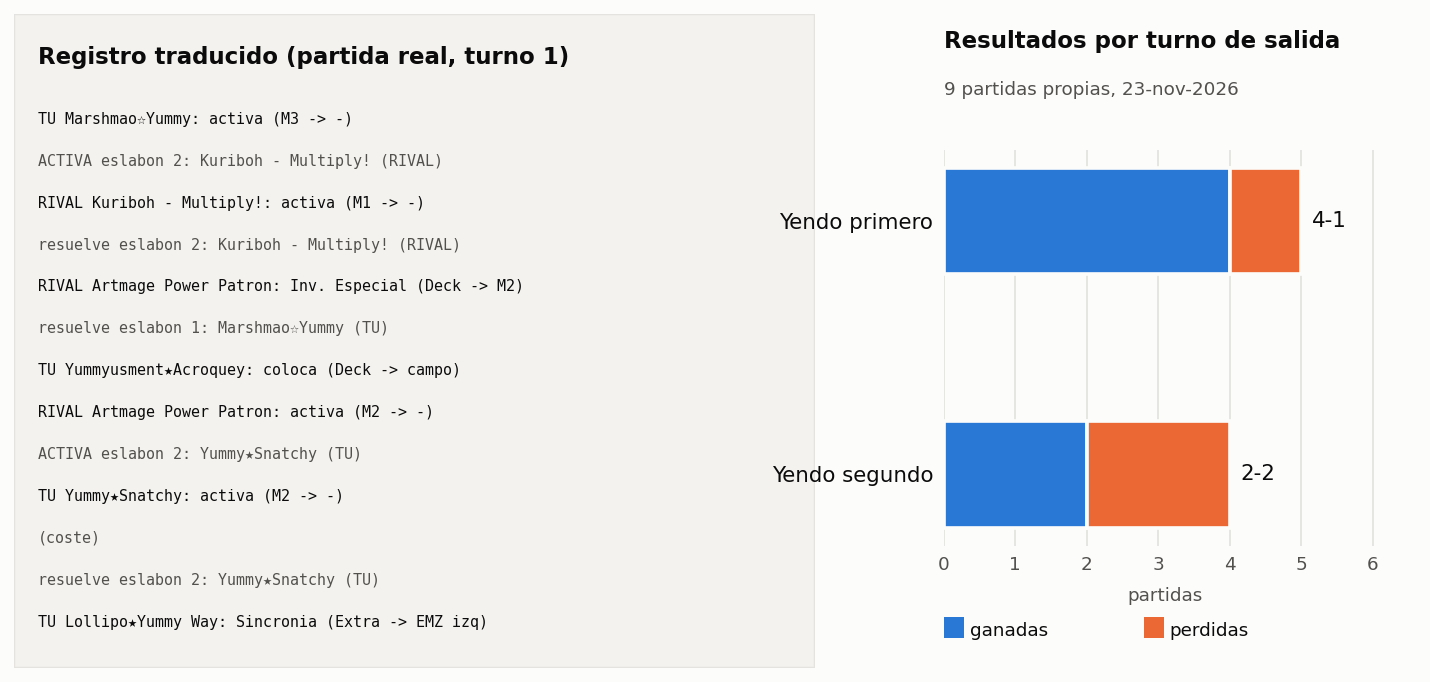 Registro traducido (partida real, turno 1)
TU Marshmao☆Yummy: activa (M3 -> -)
ACTIVA eslabon 2: Kuriboh - Multiply! (RIVAL)
RIVAL Kuriboh - Multiply!: activa (M1 -> -)
resuelve eslabon 2: Kuriboh - Multiply! (RIVAL)
RIVAL Artmage Power Patron: Inv. Especial (Deck -> M2)
resuelve eslabon 1: Marshmao☆Yummy (TU)
TU Yummyusment★Acroquey: coloca (Deck -> campo)
RIVAL Artmage Power Patron: activa (M2 -> -)
ACTIVA eslabon 2: Yummy★Snatchy (TU)
TU Yummy★Snatchy: activa (M2 -> -)
(coste)
resuelve eslabon 2: Yummy★Snatchy (TU)
TU Lollipo★Yummy Way: Sincronia (Extra -> EMZ izq)
Resultados por turno de salida
9 partidas propias, 23-nov-2026
Yendo primero
4-1
Yendo segundo
2-2
0 1 2 3 4 5 6
partidas
ganadas
perdidas